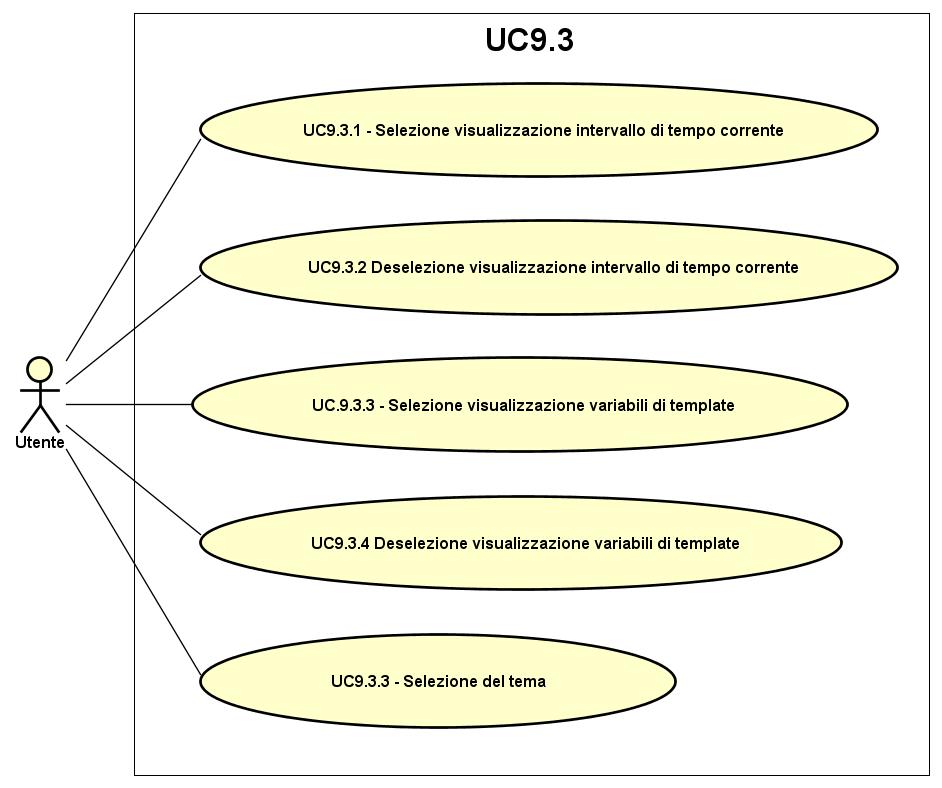 UC9.3
UC9.3.1 - Selezione visualizzazione intervallo di tempo corrente
UC9.3.2 Deselezione visualizzazione intervallo di tempo corrente
UC.9.3.3 - Selezione visualizzazione variabili di template
Utente
UC9.3.4 Deselezione visualizzazione variabili di template
UC9.3.3 - Selezione del tema